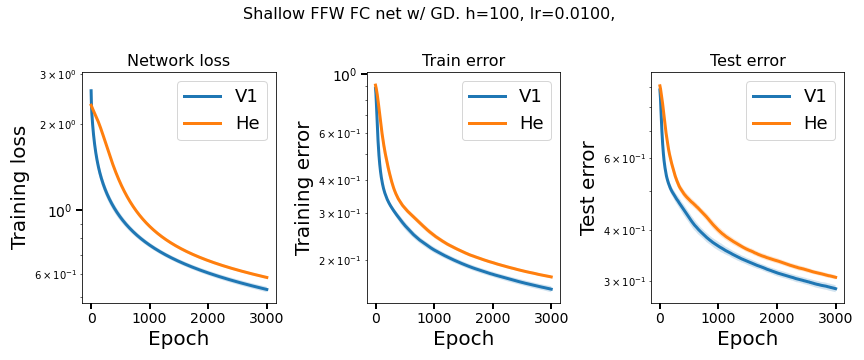 Shallow FFW FC net w/ GD. h=100, lr=0.0100,
Network loss
Training loss
3 × 10⁰
2 × 10⁰
10⁰
6 × 10⁻¹
V1
He
0 1000 2000 3000
Epoch
Train error
Training error
10⁰
6 × 10⁻¹
4 × 10⁻¹
3 × 10⁻¹
2 × 10⁻¹
V1
He
0 1000 2000 3000
Epoch
Test error
Test error
6 × 10⁻¹
4 × 10⁻¹
3 × 10⁻¹
V1
He
0 1000 2000 3000
Epoch